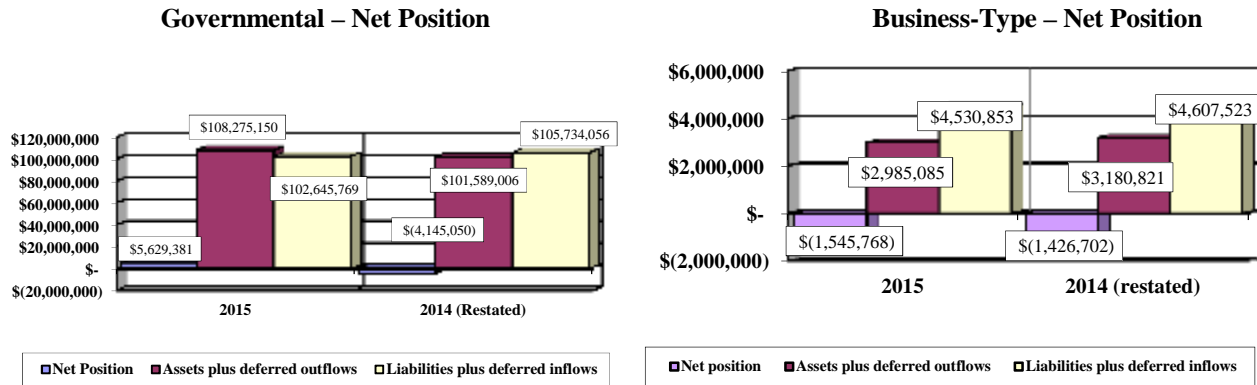 Governmental – Net Position
$120,000,000
$100,000,000
$80,000,000
$60,000,000
$40,000,000
$20,000,000
$-
$(20,000,000)
$108,275,150
$105,734,056
$102,645,769
$101,589,006
$5,629,381
$(4,145,050)
2015
2014 (Restated)
Net Position
Assets plus deferred outflows
Liabilities plus deferred inflows
Business-Type – Net Position
$6,000,000
$4,000,000
$2,000,000
$-
$(2,000,000)
$4,530,853
$4,607,523
$2,985,085
$3,180,821
$(1,545,768)
$(1,426,702)
2015
2014 (restated)
Net position
Assets plus deferred outflows
Liabilities plus deferred inflows